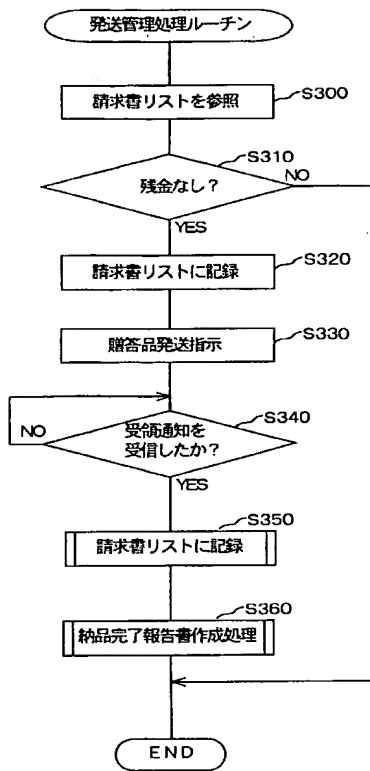 発送管理処理ルーチン
請求書リストを参照
S300
残金なし？
S310
NO
YES
請求書リストに記録
S320
贈答品発送指示
S330
受領通知を
受信したか？
S340
NO
YES
請求書リストに記録
S350
納品完了報告書作成処理
S360
END